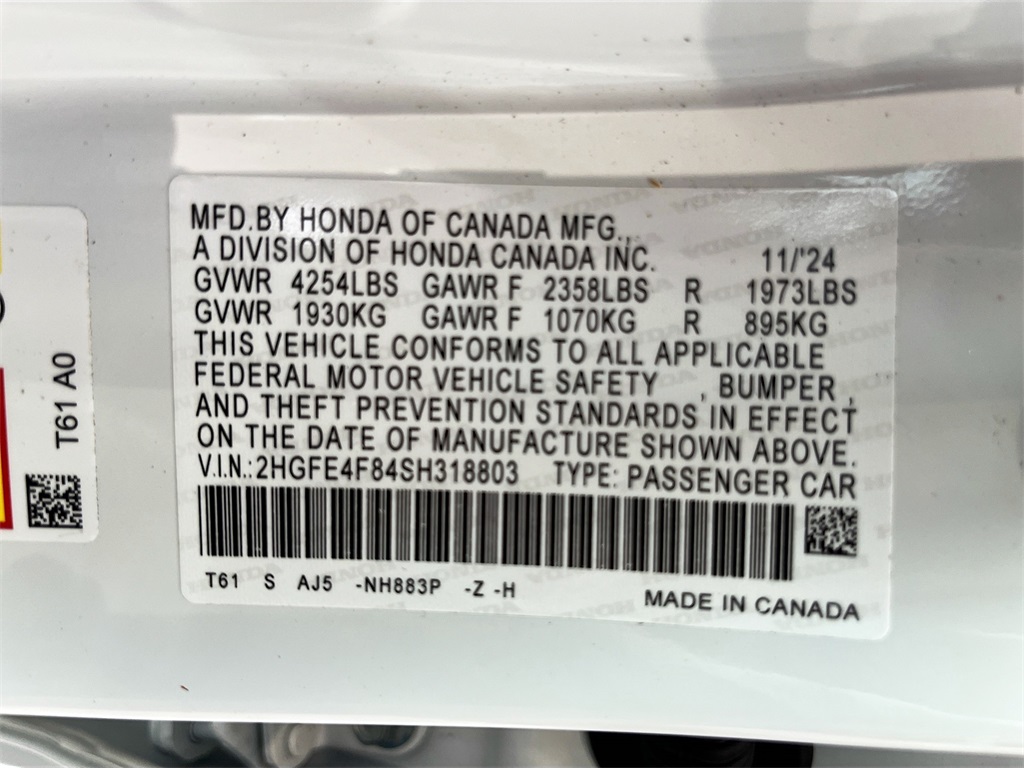 MFD.BY HONDA OF CANADA MFG.,
A DIVISION OF HONDA CANADA INC. 11/'24
GVWR 4254LBS GAWR F 2358LBS R 1973LBS
GVWR 1930KG GAWR F 1070KG R 895KG
THIS VEHICLE CONFORMS TO ALL APPLICABLE
FEDERAL MOTOR VEHICLE SAFETY , BUMPER ,
AND THEFT PREVENTION STANDARDS IN EFFECT
ON THE DATE OF MANUFACTURE SHOWN ABOVE.
V.I.N.:2HGFE4F84SH318803 TYPE: PASSENGER CAR
T61 S AJ5 -NH883P -Z -H
MADE IN CANADA
T61 A0